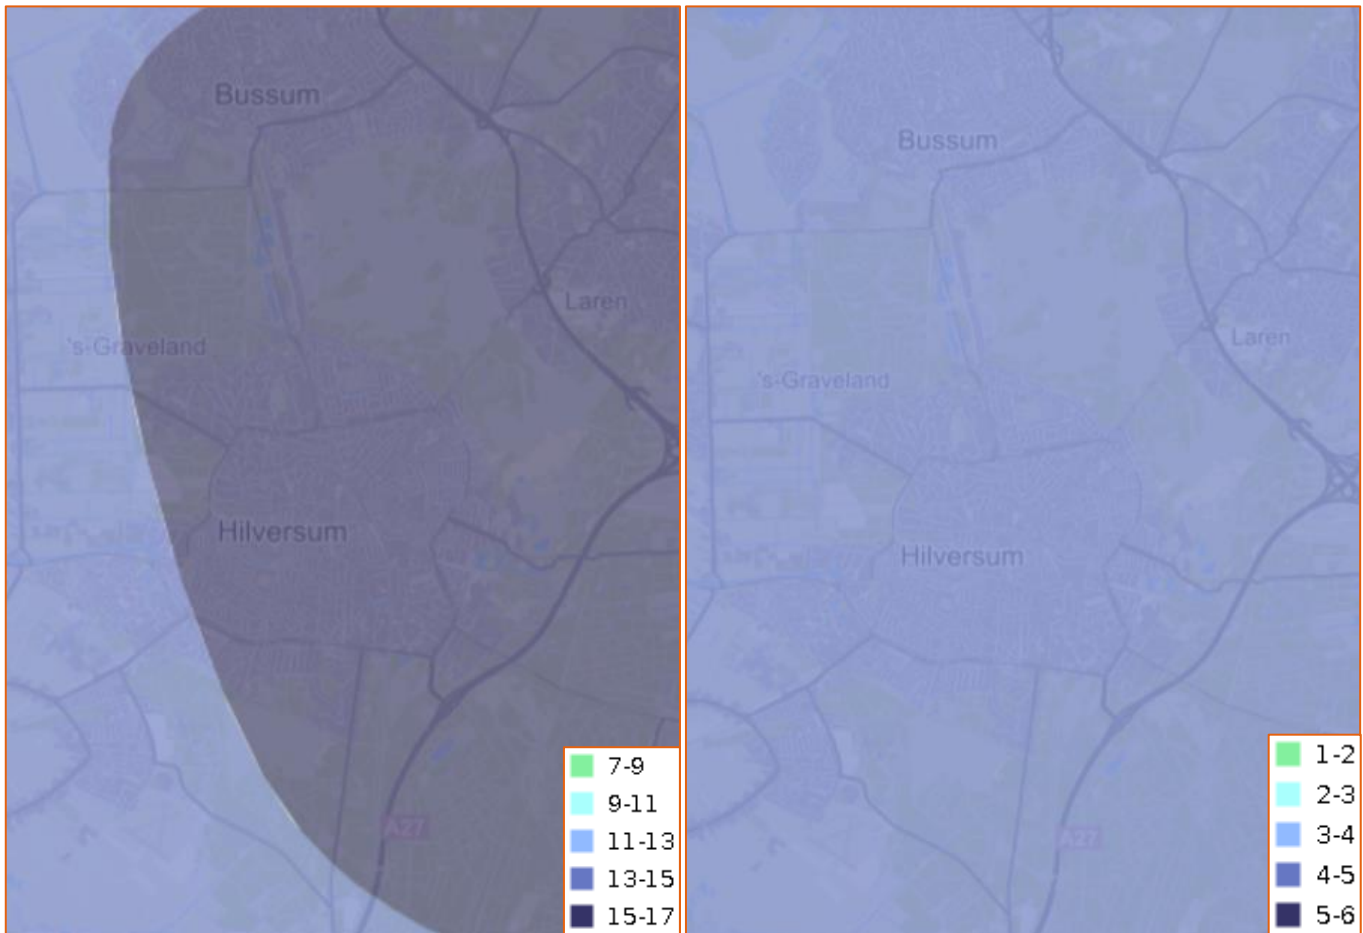 Bussum
Laren
's-Graveland
Hilversum
A27
7-9
9-11
11-13
13-15
15-17
Bussum
Laren
's-Graveland
Hilversum
A27
1-2
2-3
3-4
4-5
5-6